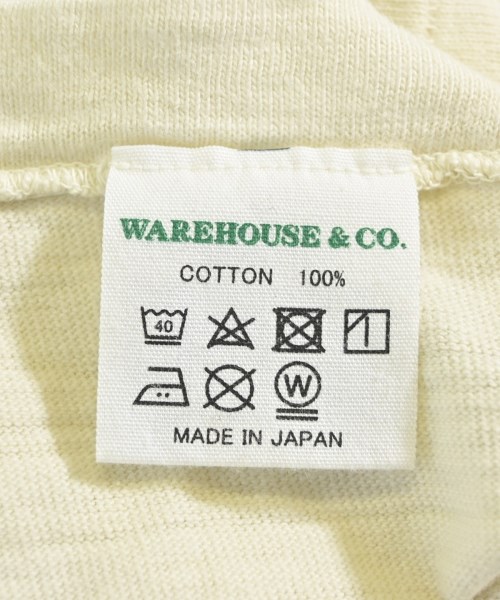 WAREHOUSE & CO.
COTTON 100%
40
W
MADE IN JAPAN